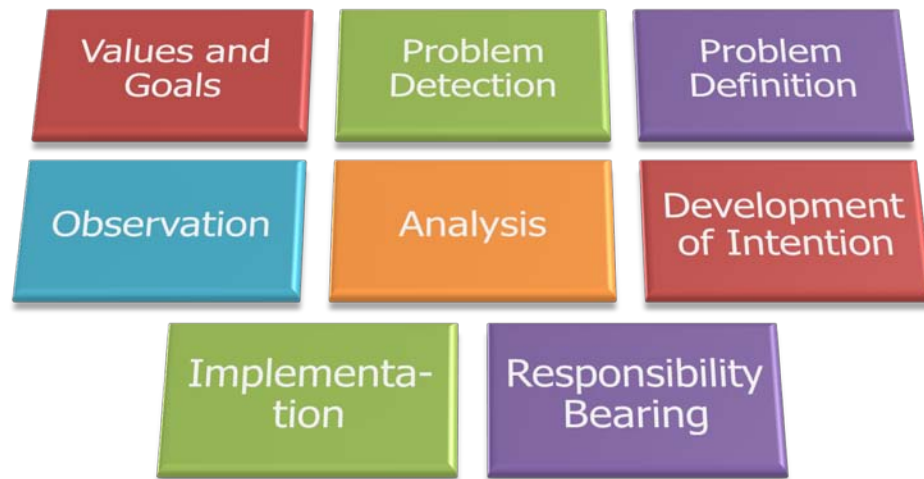 Values and
Goals
Problem
Detection
Problem
Definition
Observation
Analysis
Development
of Intention
Implementa-
tion
Responsibility
Bearing